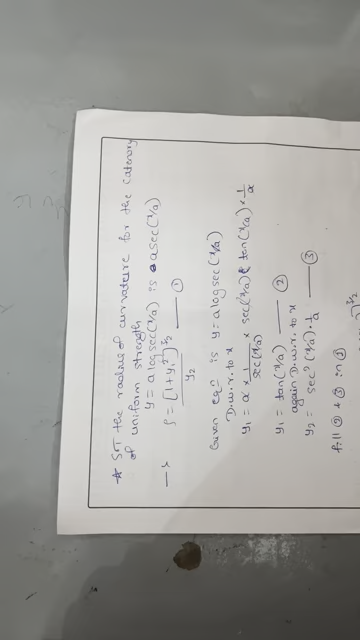 * S.T the radius of curvature for the Catenary
of uniform strength
y = a log sec(x/a) is a sec(x/a)
→ ρ = [1+y₁²]^3/2 / y₂ —— ①
Given eqⁿ is y = a log sec(x/a)
D.w.r. to x
y₁ = a × 1/sec(x/a) × sec(x/a) tan(x/a) × 1/a
y₁ = tan(x/a) —— ②
again D.w.r. to x
y₂ = sec²(x/a) · 1/a —— ③
fill ② & ③ in ①